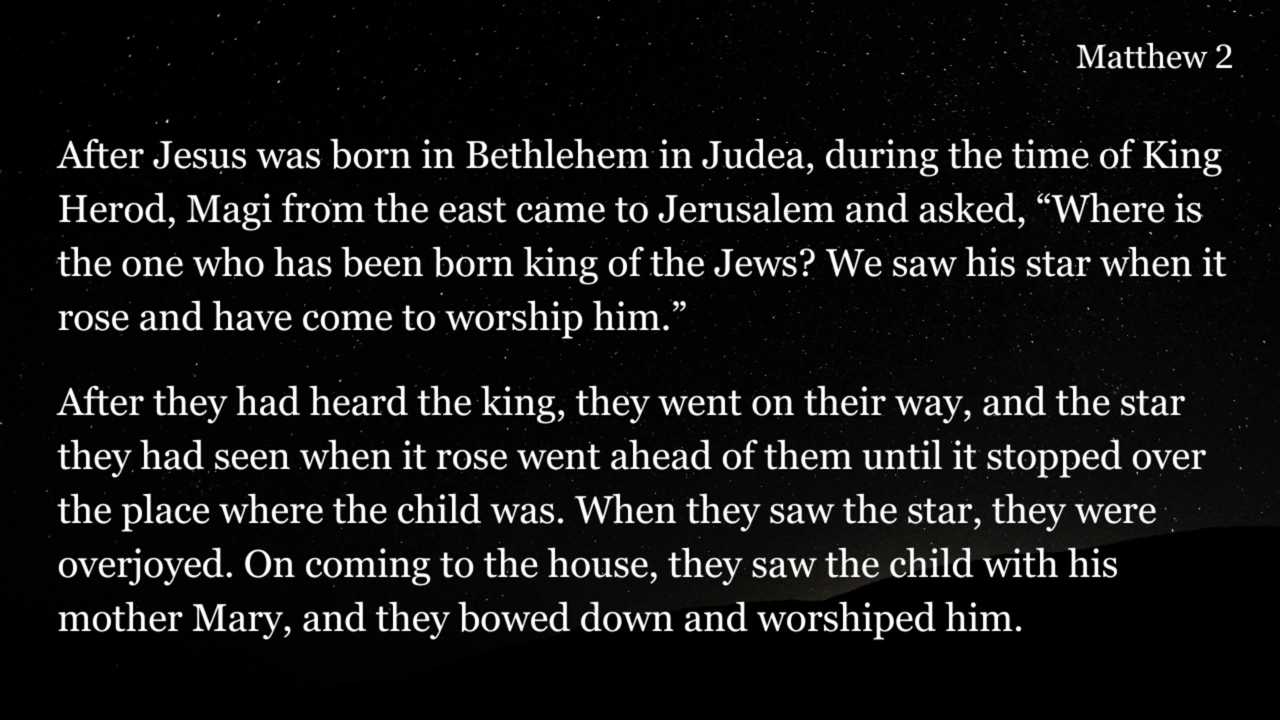 Matthew 2
After Jesus was born in Bethlehem in Judea, during the time of King
Herod, Magi from the east came to Jerusalem and asked, “Where is
the one who has been born king of the Jews? We saw his star when it
rose and have come to worship him.”
After they had heard the king, they went on their way, and the star
they had seen when it rose went ahead of them until it stopped over
the place where the child was. When they saw the star, they were
overjoyed. On coming to the house, they saw the child with his
mother Mary, and they bowed down and worshiped him.